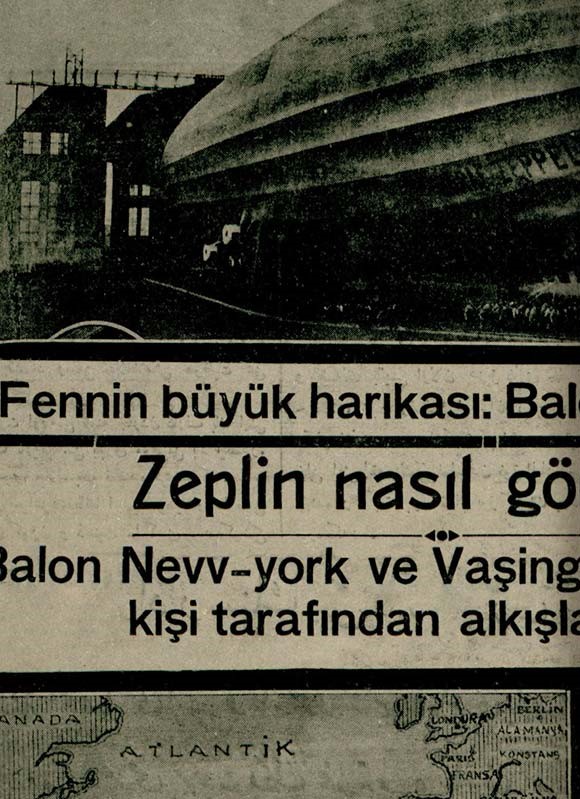 ZEPPEL
Fennin büyük harıkası: Bal
Zeplin nasıl gö
Balon Nevv-york ve Vaşing
kişi tarafından alkışla
ANADA
ATLANTİK
LONDURA
BERLİN
ALAMANYA
PARİS
KONSTANS
FRANSA